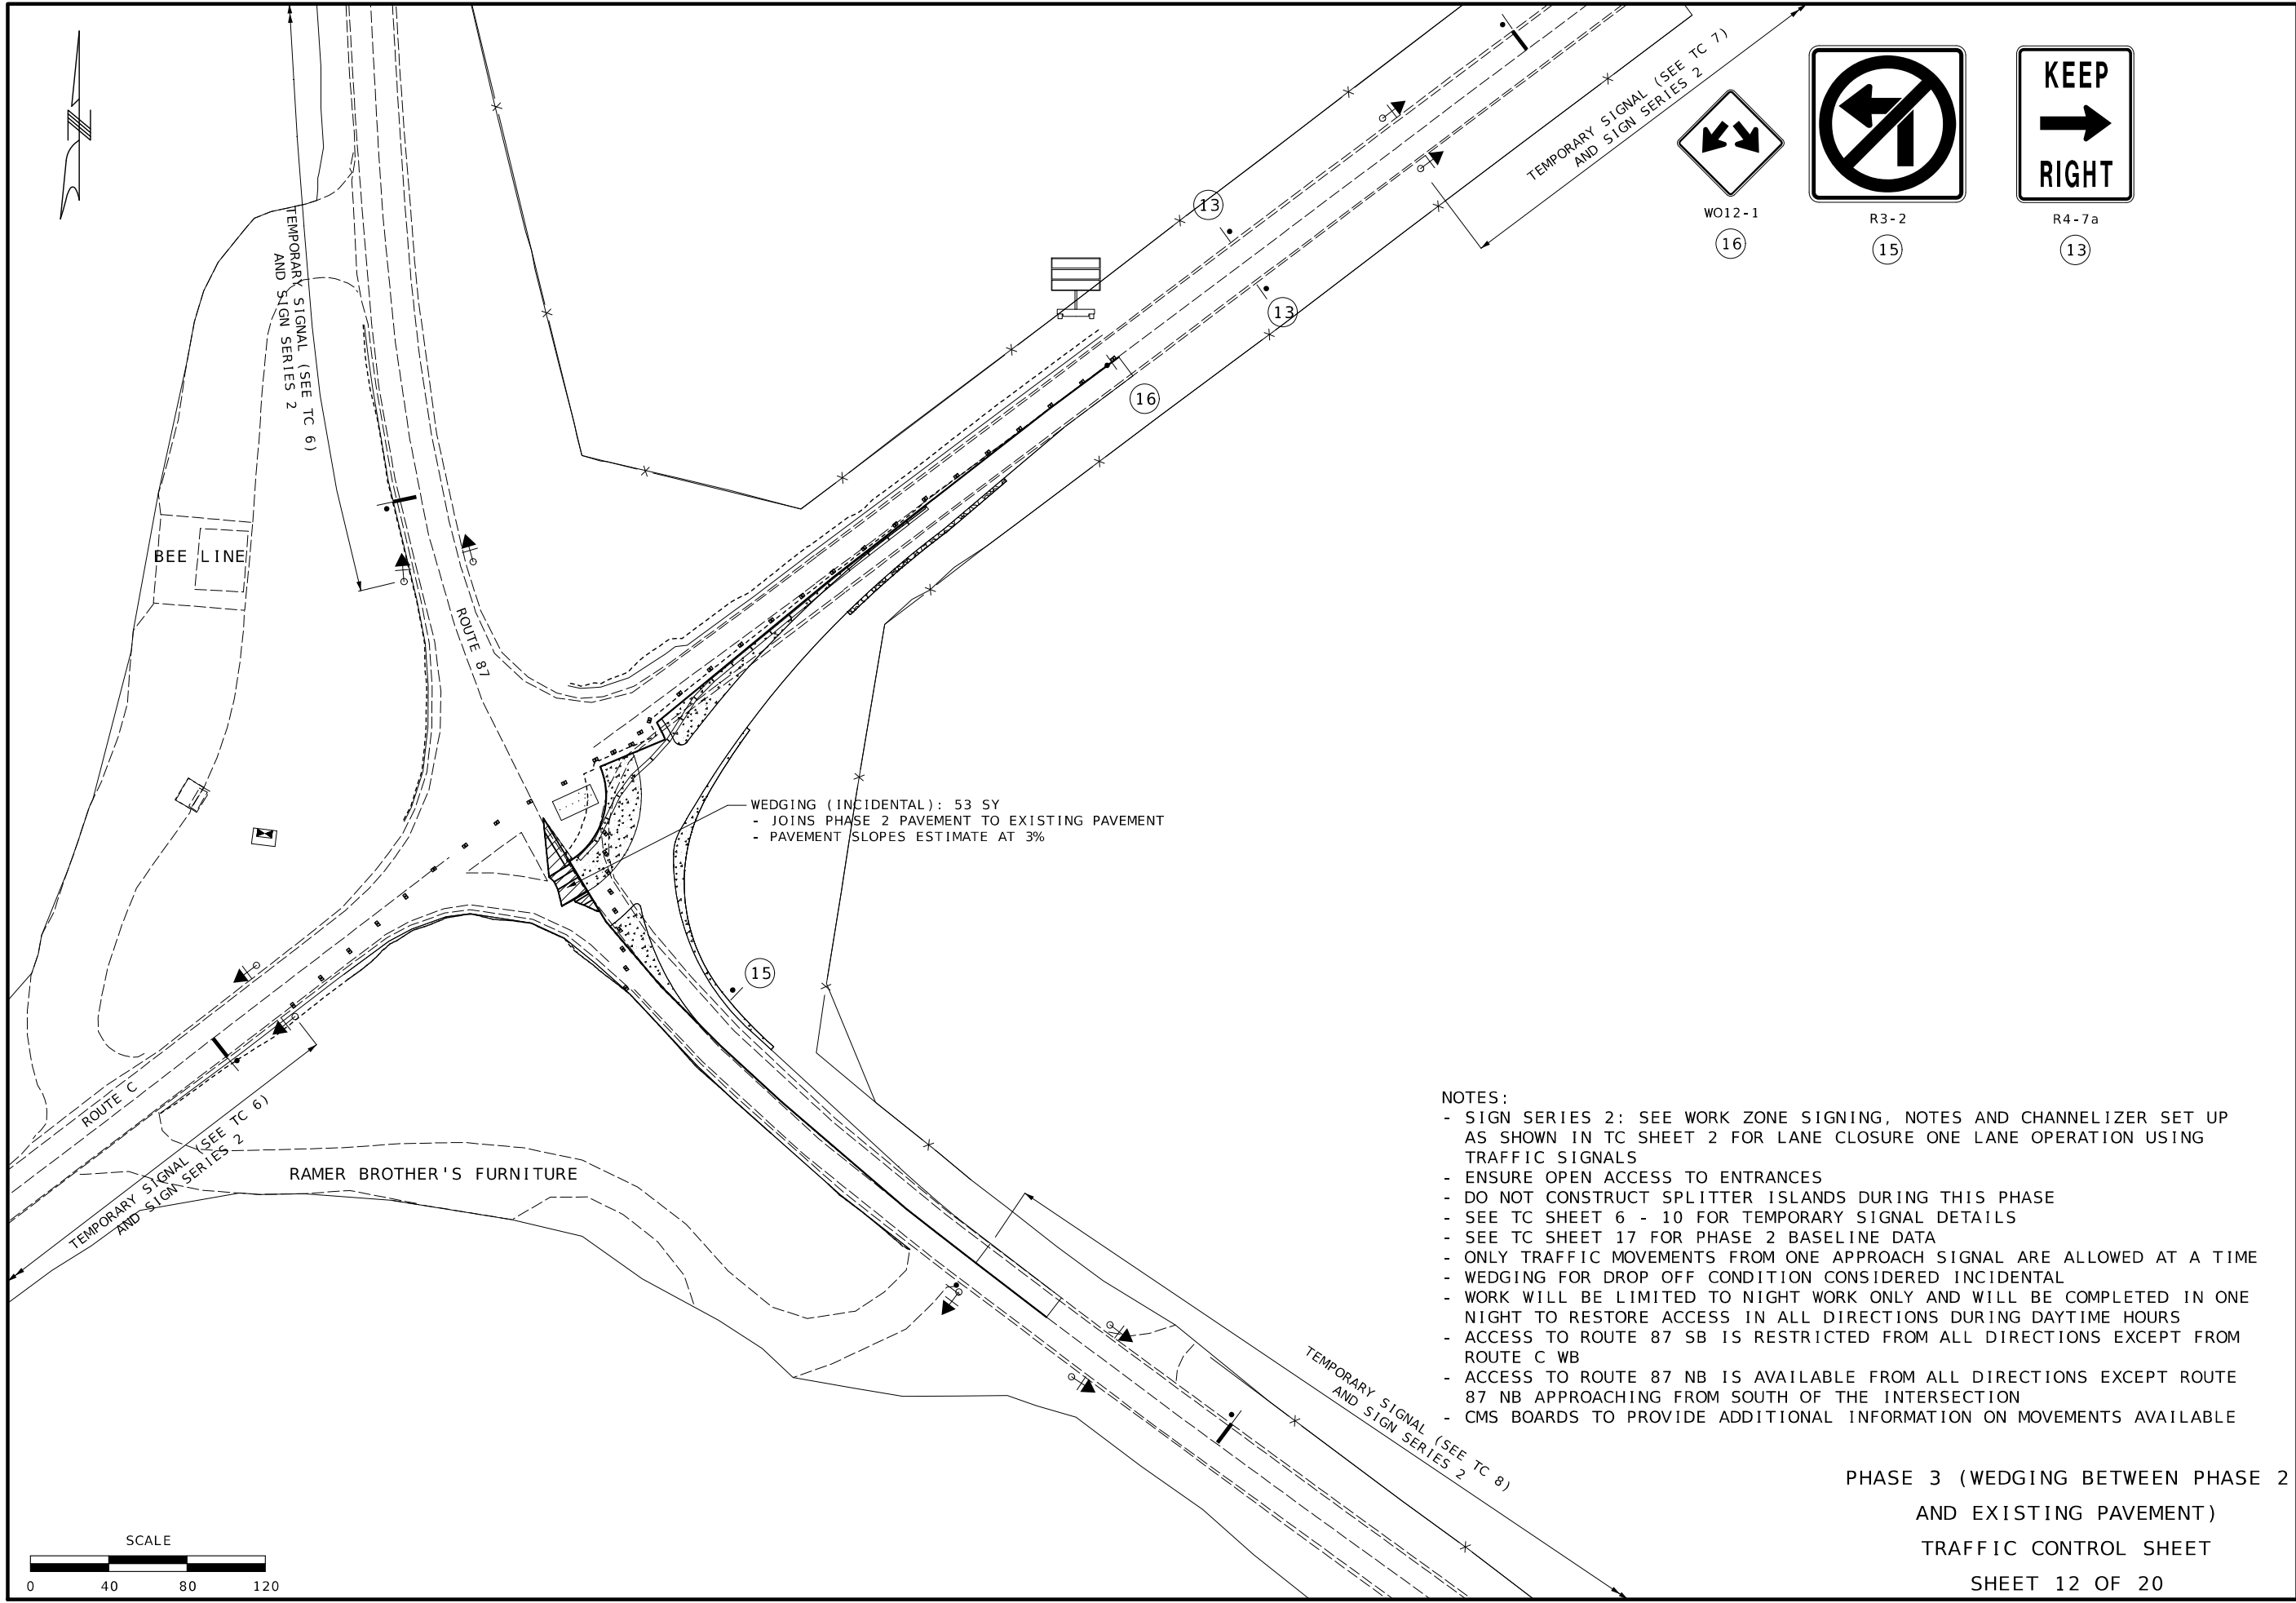 TEMPORARY SIGNAL (SEE TC 7)
AND SIGN SERIES 2
KEEP
RIGHT
WO12-1
R3-2
R4-7a
16
15
13
13
13
16
TEMPORARY SIGNAL (SEE TC 6)
AND SIGN SERIES 2
BEE LINE
ROUTE 87
WEDGING (INCIDENTAL): 53 SY
- JOINS PHASE 2 PAVEMENT TO EXISTING PAVEMENT
- PAVEMENT SLOPES ESTIMATE AT 3%
15
ROUTE C
TEMPORARY SIGNAL (SEE TC 6)
AND SIGN SERIES 2
RAMER BROTHER'S FURNITURE
TEMPORARY SIGNAL (SEE TC 8)
AND SIGN SERIES 2
NOTES:
- SIGN SERIES 2: SEE WORK ZONE SIGNING, NOTES AND CHANNELIZER SET UP
AS SHOWN IN TC SHEET 2 FOR LANE CLOSURE ONE LANE OPERATION USING
TRAFFIC SIGNALS
- ENSURE OPEN ACCESS TO ENTRANCES
- DO NOT CONSTRUCT SPLITTER ISLANDS DURING THIS PHASE
- SEE TC SHEET 6 - 10 FOR TEMPORARY SIGNAL DETAILS
- SEE TC SHEET 17 FOR PHASE 2 BASELINE DATA
- ONLY TRAFFIC MOVEMENTS FROM ONE APPROACH SIGNAL ARE ALLOWED AT A TIME
- WEDGING FOR DROP OFF CONDITION CONSIDERED INCIDENTAL
- WORK WILL BE LIMITED TO NIGHT WORK ONLY AND WILL BE COMPLETED IN ONE
NIGHT TO RESTORE ACCESS IN ALL DIRECTIONS DURING DAYTIME HOURS
- ACCESS TO ROUTE 87 SB IS RESTRICTED FROM ALL DIRECTIONS EXCEPT FROM
ROUTE C WB
- ACCESS TO ROUTE 87 NB IS AVAILABLE FROM ALL DIRECTIONS EXCEPT ROUTE
87 NB APPROACHING FROM SOUTH OF THE INTERSECTION
- CMS BOARDS TO PROVIDE ADDITIONAL INFORMATION ON MOVEMENTS AVAILABLE
PHASE 3 (WEDGING BETWEEN PHASE 2
AND EXISTING PAVEMENT)
TRAFFIC CONTROL SHEET
SHEET 12 OF 20
SCALE
0 40 80 120